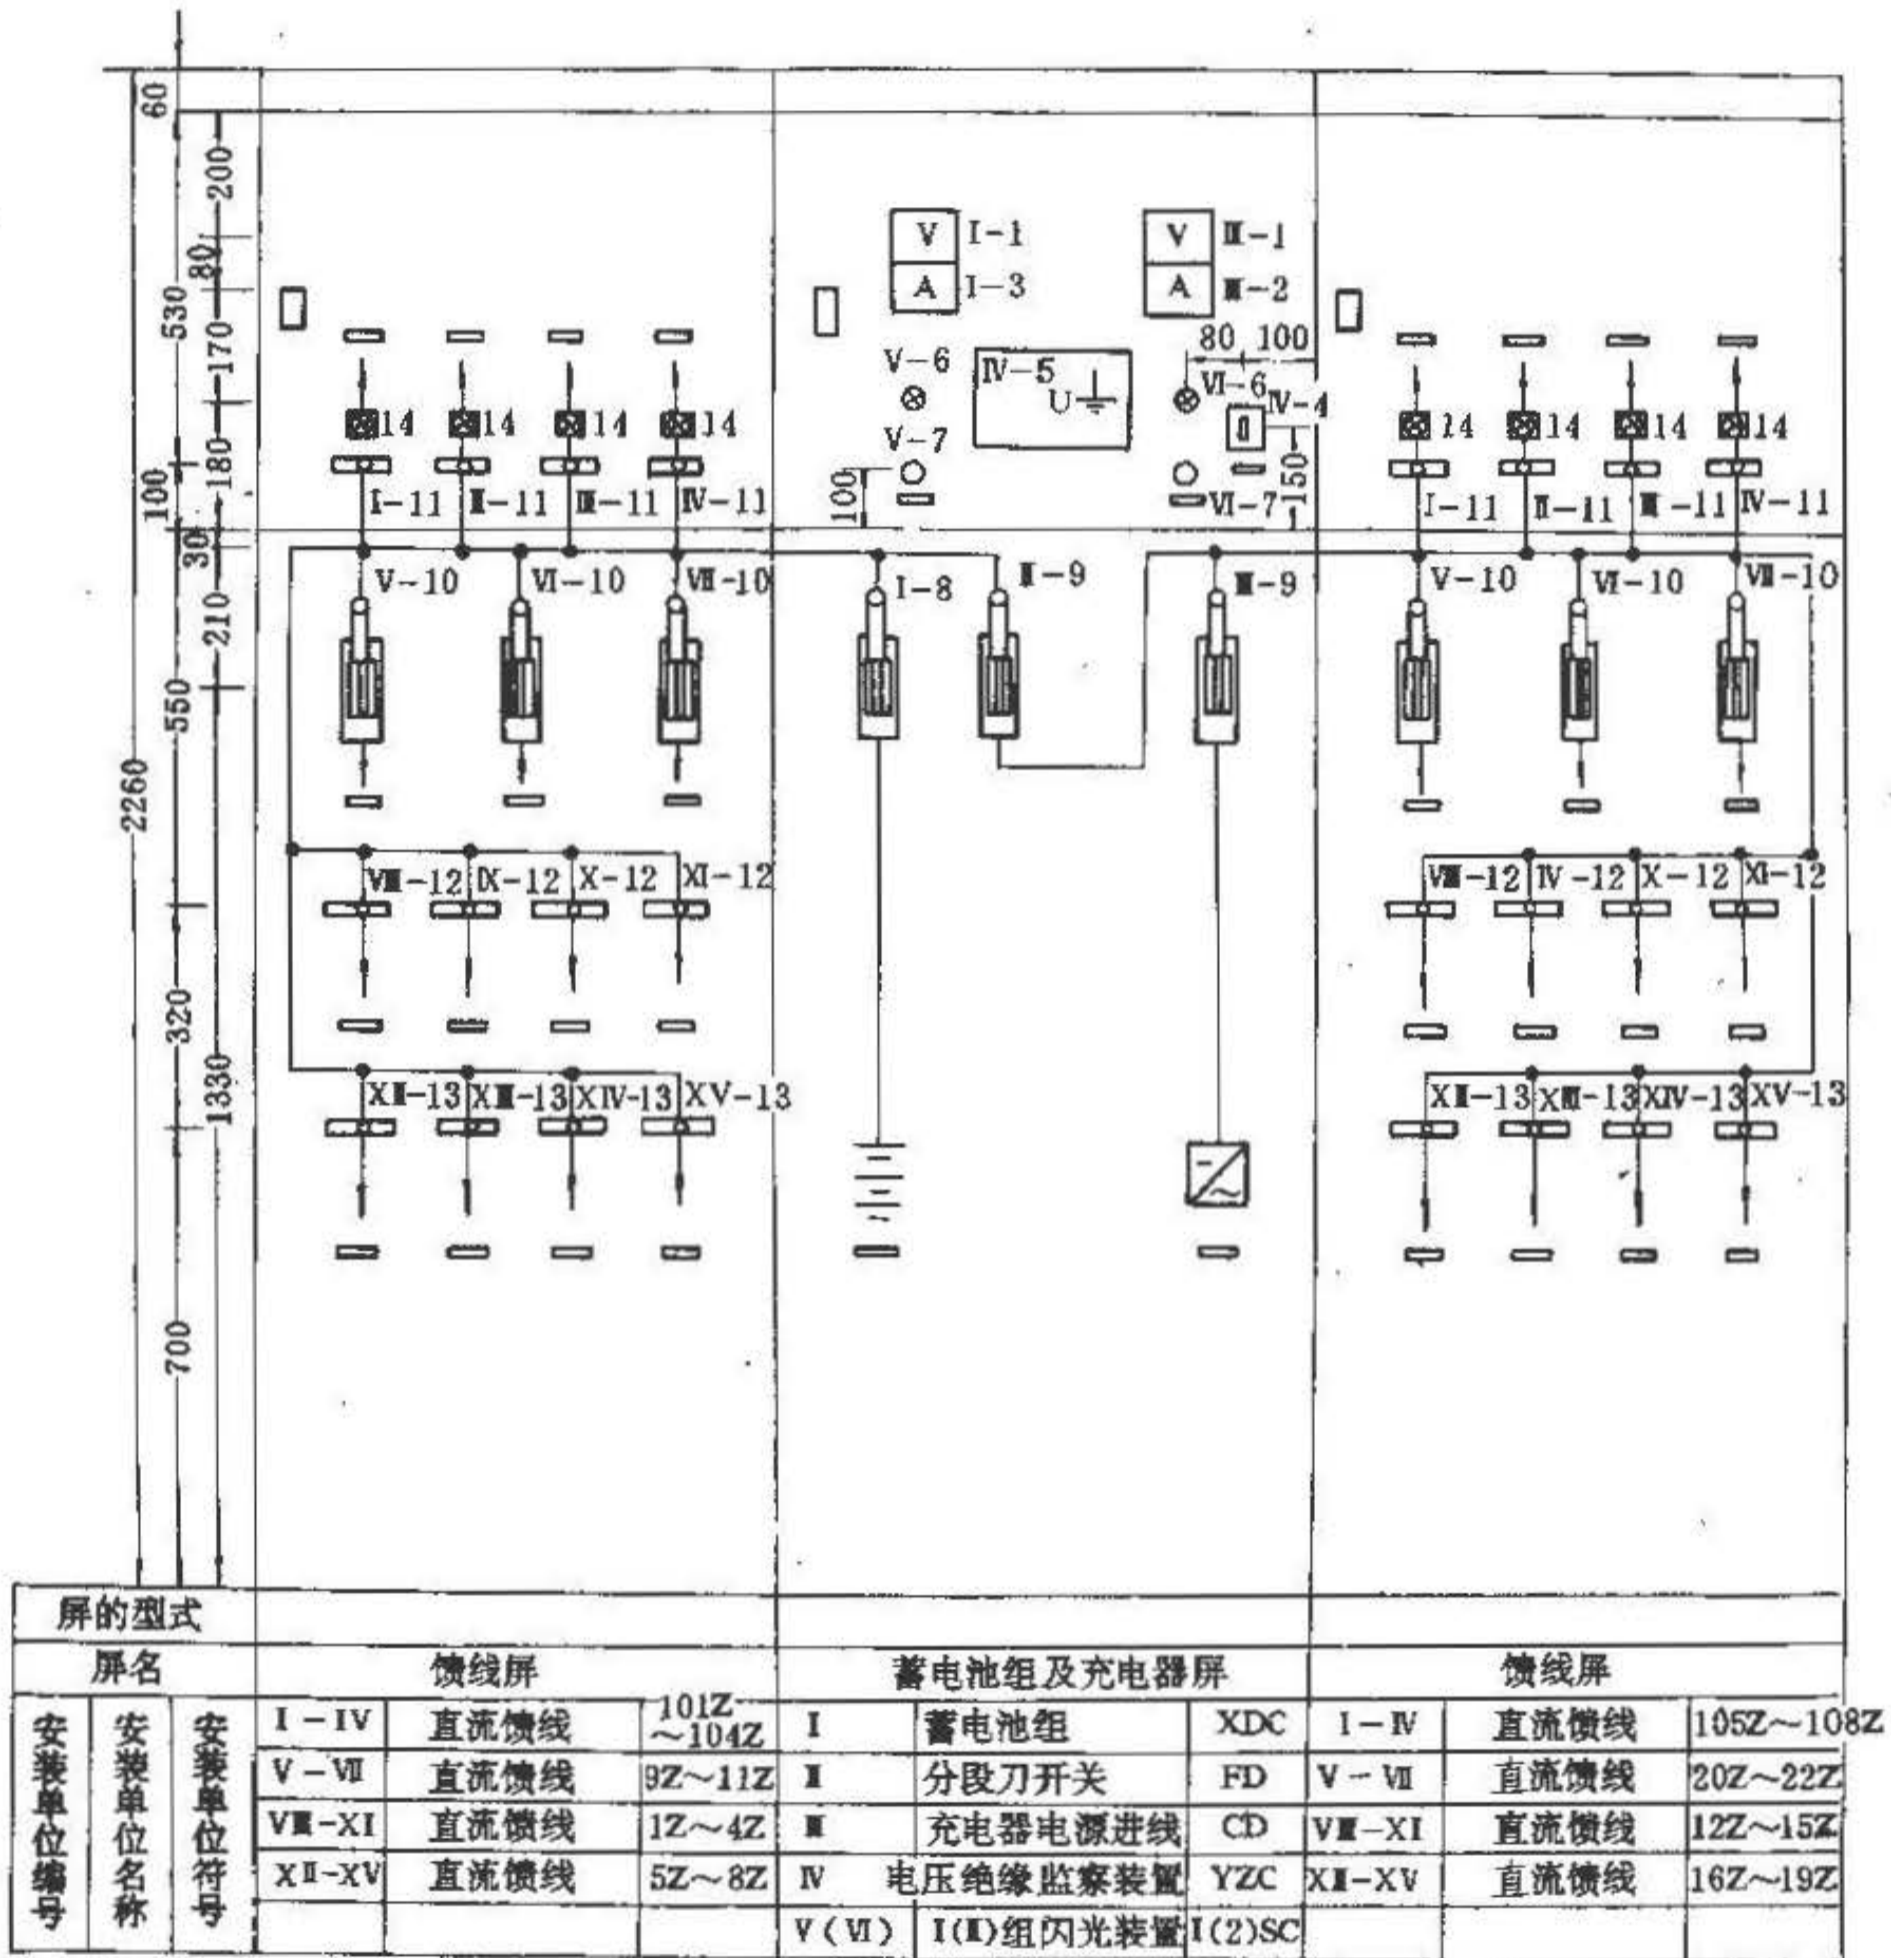 60
200
80
530
170
180
100
30
210
550
2260
320
1330
700
V I-1 V Ⅲ-1
A I-3 A Ⅲ-2
80 100
V-6 Ⅳ-5 Ⅵ-6 Ⅳ-4
U
14 14 14 14 V-7 14 14 14 14
I-11 Ⅱ-11 Ⅲ-11 Ⅳ-11 100 Ⅵ-7 150 I-11 Ⅱ-11 Ⅲ-11 Ⅳ-11
V-10 Ⅵ-10 Ⅶ-10 I-8 Ⅱ-9 Ⅲ-9 V-10 Ⅵ-10 Ⅶ-10
Ⅷ-12 Ⅸ-12 X-12 Ⅺ-12 Ⅷ-12 Ⅳ-12 X-12 Ⅺ-12
XⅡ-13 XⅢ-13 XⅣ-13 XV-13 XⅡ-13 XⅢ-13 XⅣ-13 XV-13
- ~
屏的型式
屏名 馈线屏 蓄电池组及充电器屏 馈线屏
安装单位编号 安装单位名称 安装单位符号
I-IV 直流馈线 101Z～104Z I 蓄电池组 XDC I-Ⅳ 直流馈线 105Z～108Z
V-Ⅶ 直流馈线 9Z～11Z Ⅱ 分段刀开关 FD V-Ⅶ 直流馈线 20Z～22Z
Ⅷ-XI 直流馈线 1Z～4Z Ⅲ 充电器电源进线 CD Ⅷ-XI 直流馈线 12Z～15Z
XⅡ-XV 直流馈线 5Z～8Z Ⅳ 电压绝缘监察装置 YZC XⅡ-XV 直流馈线 16Z～19Z
V(Ⅵ) I(Ⅱ)组闪光装置 1(2)SC